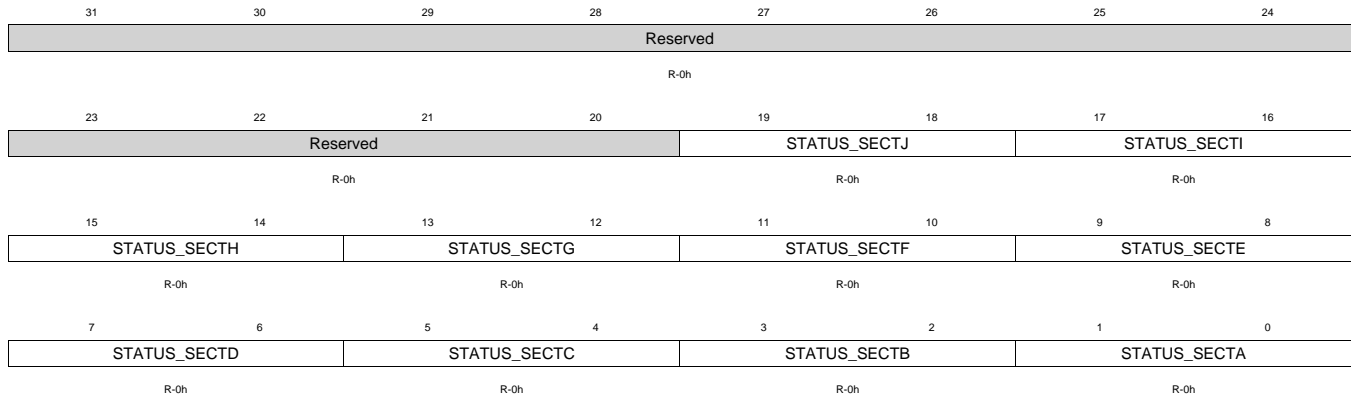 31 30 29 28 27 26 25 24
Reserved
R-0h
23 22 21 20 19 18 17 16
Reserved STATUS_SECTJ STATUS_SECTI
R-0h R-0h R-0h
15 14 13 12 11 10 9 8
STATUS_SECTH STATUS_SECTG STATUS_SECTF STATUS_SECTE
R-0h R-0h R-0h R-0h
7 6 5 4 3 2 1 0
STATUS_SECTD STATUS_SECTC STATUS_SECTB STATUS_SECTA
R-0h R-0h R-0h R-0h